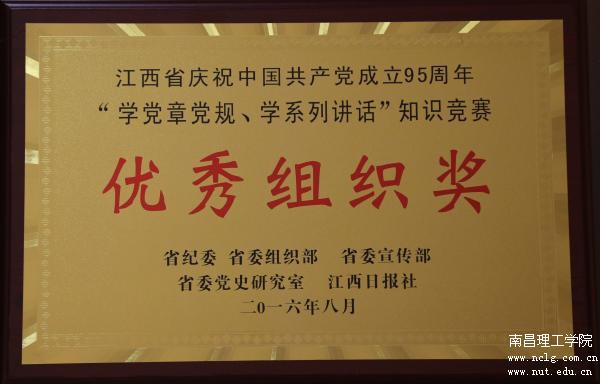 江西省庆祝中国共产党成立95周年
“学党章党规、学系列讲话”知识竞赛
优秀组织奖
省纪委 省委组织部 省委宣传部
省委党史研究室 江西日报社
二〇一六年八月
南昌理工学院
www.nclg.com.cn
www.nut.edu.cn